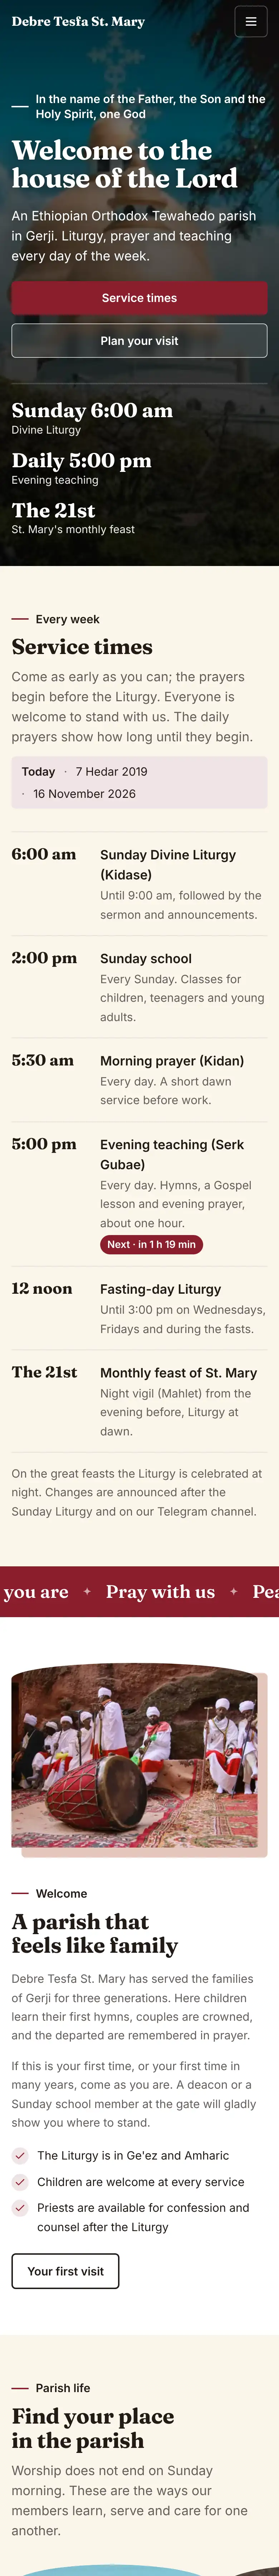 Debre Tesfa St. Mary
In the name of the Father, the Son and the
Holy Spirit, one God
Welcome to the
house of the Lord
An Ethiopian Orthodox Tewahedo parish
in Gerji. Liturgy, prayer and teaching
every day of the week.
Service times
Plan your visit
Sunday 6:00 am
Divine Liturgy
Daily 5:00 pm
Evening teaching
The 21st
St. Mary's monthly feast
Every week
Service times
Come as early as you can; the prayers
begin before the Liturgy. Everyone is
welcome to stand with us. The daily
prayers show how long until they begin.
Today · 7 Hedar 2019
· 16 November 2026
6:00 am
Sunday Divine Liturgy
(Kidase)
Until 9:00 am, followed by the
sermon and announcements.
2:00 pm
Sunday school
Every Sunday. Classes for
children, teenagers and young
adults.
5:30 am
Morning prayer (Kidan)
Every day. A short dawn
service before work.
5:00 pm
Evening teaching (Serk
Gubae)
Every day. Hymns, a Gospel
lesson and evening prayer,
about one hour.
Next · in 1 h 19 min
12 noon
Fasting-day Liturgy
Until 3:00 pm on Wednesdays,
Fridays and during the fasts.
The 21st
Monthly feast of St. Mary
Night vigil (Mahlet) from the
evening before, Liturgy at
dawn.
On the great feasts the Liturgy is celebrated at
night. Changes are announced after the
Sunday Liturgy and on our Telegram channel.
you are ✦ Pray with us ✦ Pea
Welcome
A parish that
feels like family
Debre Tesfa St. Mary has served the families
of Gerji for three generations. Here children
learn their first hymns, couples are crowned,
and the departed are remembered in prayer.
If this is your first time, or your first time in
many years, come as you are. A deacon or a
Sunday school member at the gate will gladly
show you where to stand.
The Liturgy is in Ge'ez and Amharic
Children are welcome at every service
Priests are available for confession and
counsel after the Liturgy
Your first visit
Parish life
Find your place
in the parish
Worship does not end on Sunday
morning. These are the ways our
members learn, serve and care for one
another.